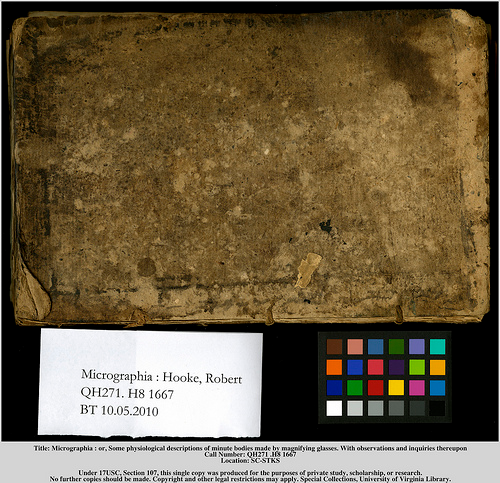 Micrographia : Hooke, Robert
QH271. H8 1667
BT 10.05.2010
Title: Micrographia : or, Some physiological descriptions of minute bodies made by magnifying glasses. With observations and inquiries thereupon
Call Number: QH271 .H8 1667
Location: SC-STKS
Under 17USC, Section 107, this single copy was produced for the purposes of private study, scholarship, or research.
No further copies should be made. Copyright and other legal restrictions may apply. Special Collections, University of Virginia Library.